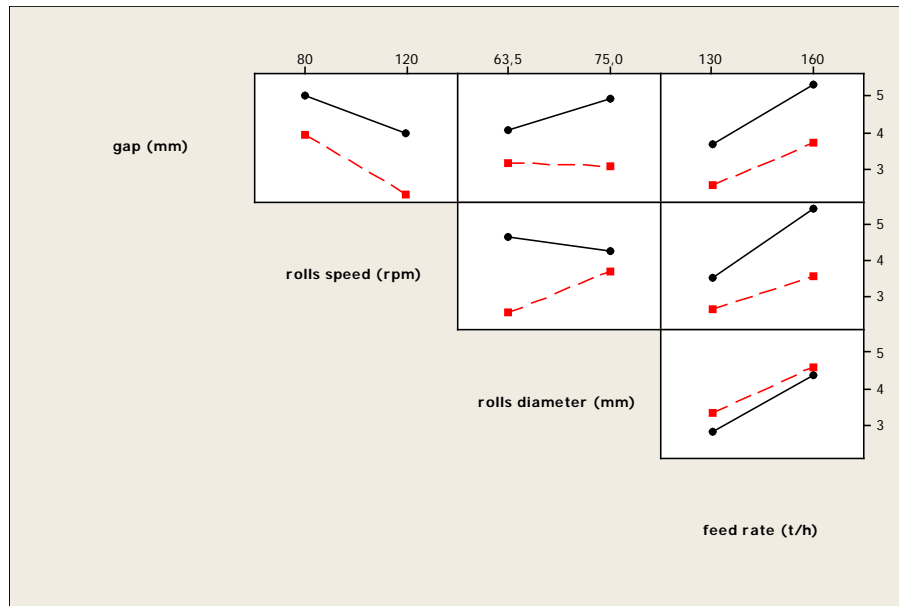 80 120 63,5 75,0 130 160
5
gap (mm)
4
3
5
rolls speed (rpm)
4
3
5
4
rolls diameter (mm)
3
feed rate (t/h)